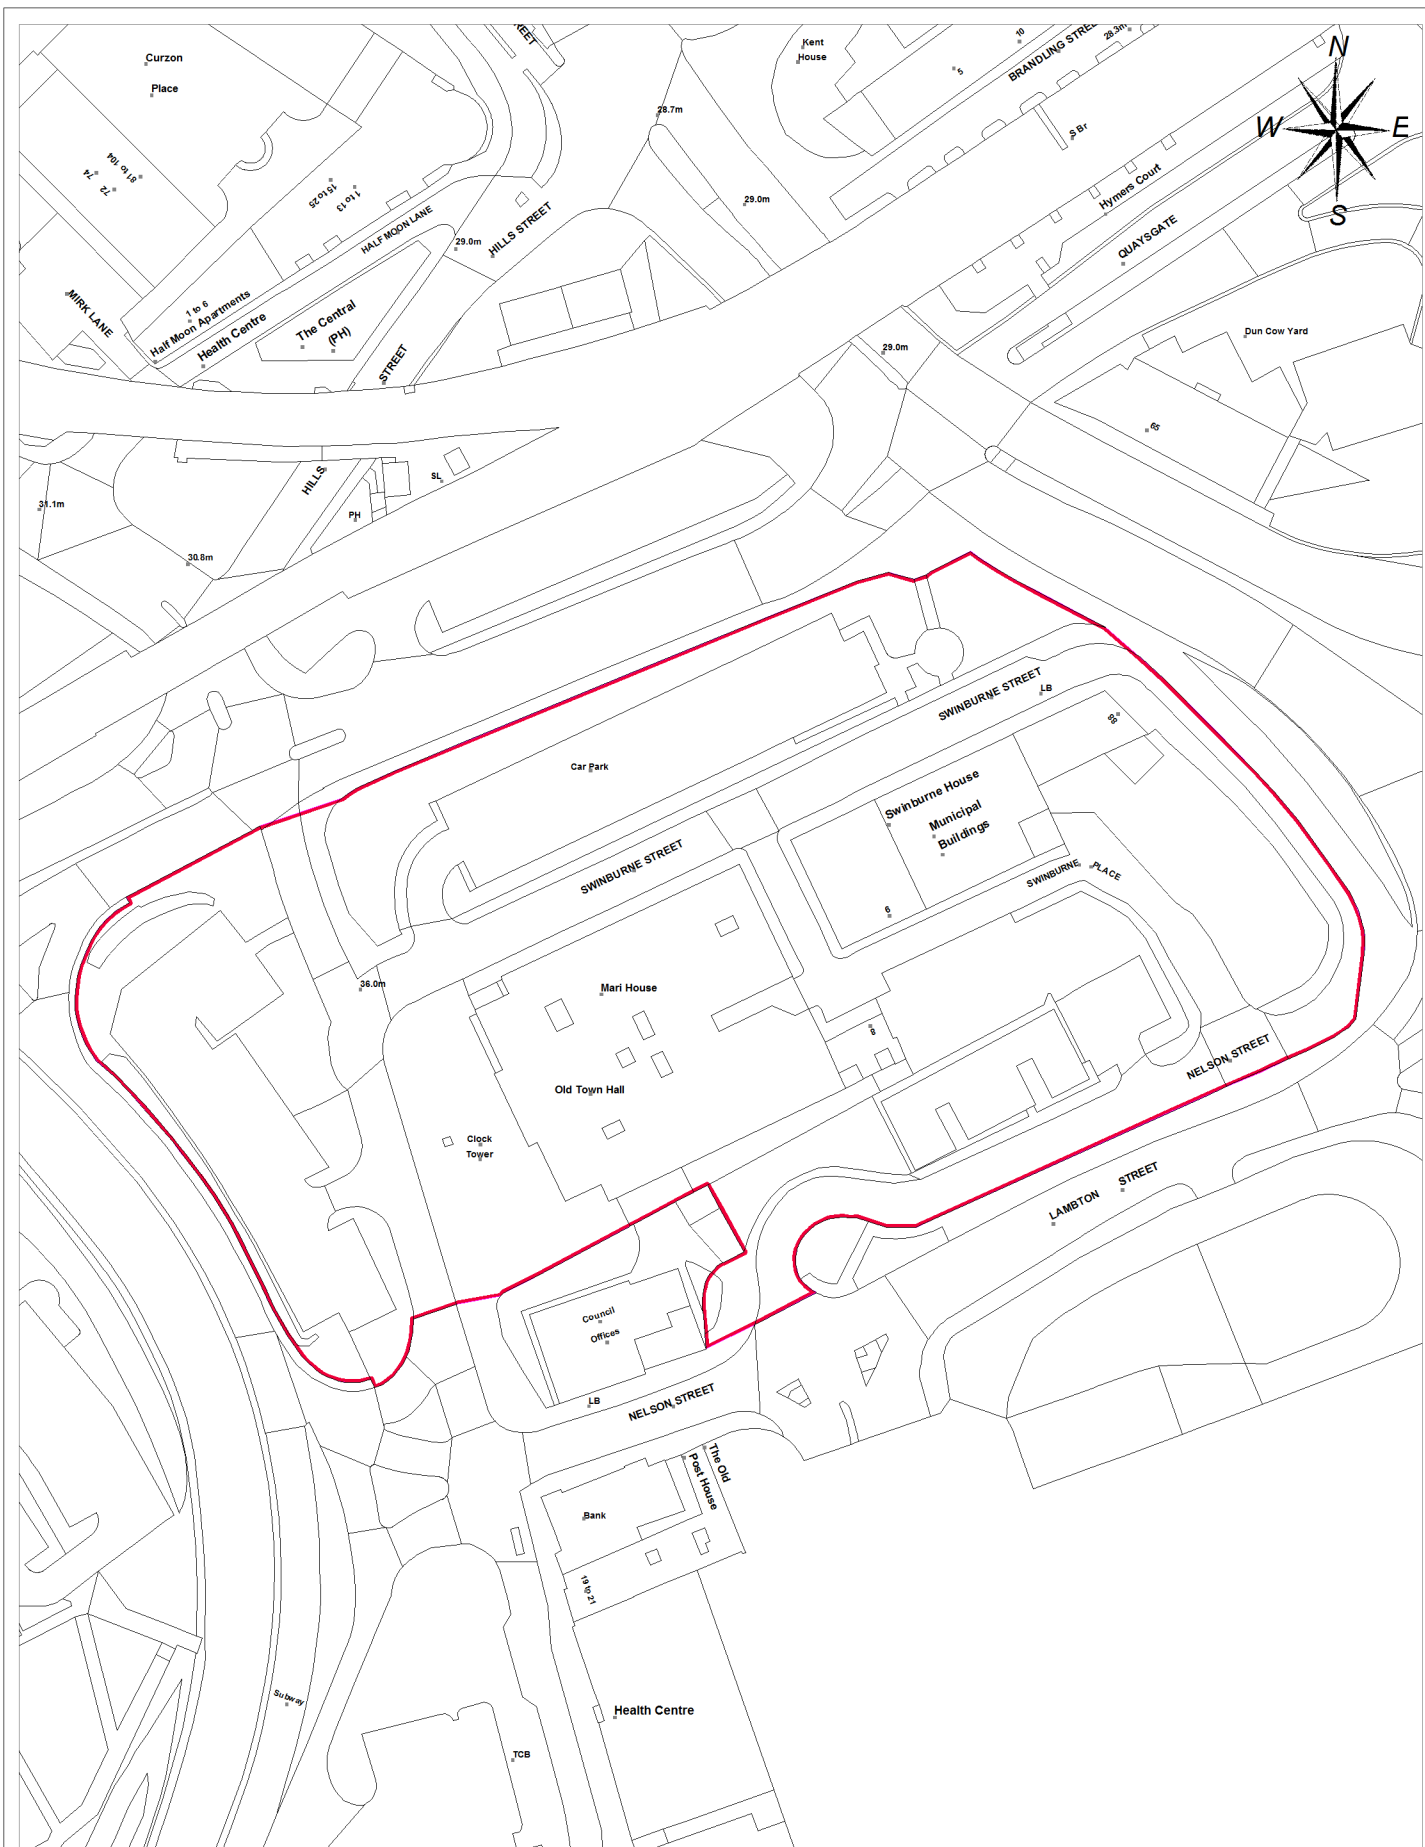 Curzon
Place
REET
Kent
House
10
5
BRANDLING STREE
28.3m
N
W
E
S
28.7m
S Br
81 to 104
74
72
15 to 25
1 to 13
HALF MOON LANE
29.0m
HILLS STREET
29.0m
Hymers Court
QUAYSGATE
MIRK LANE
1 to 6
Half Moon Apartments
Health Centre
The Central
(PH)
STREET
29.0m
Dun Cow Yard
65
HILLS
SL
PH
31.1m
30.8m
SWINBURNE STREET
LB
88
Car Park
Swinburne House
Municipal
Buildings
SWINBURNE STREET
SWINBURNE PLACE
6
36.0m
Mari House
8
NELSON STREET
Old Town Hall
Clock
Tower
LAMBTON STREET
Council
Offices
LB
NELSON STREET
The Old
Post House
Bank
19 to 21
Subway
Health Centre
TCB